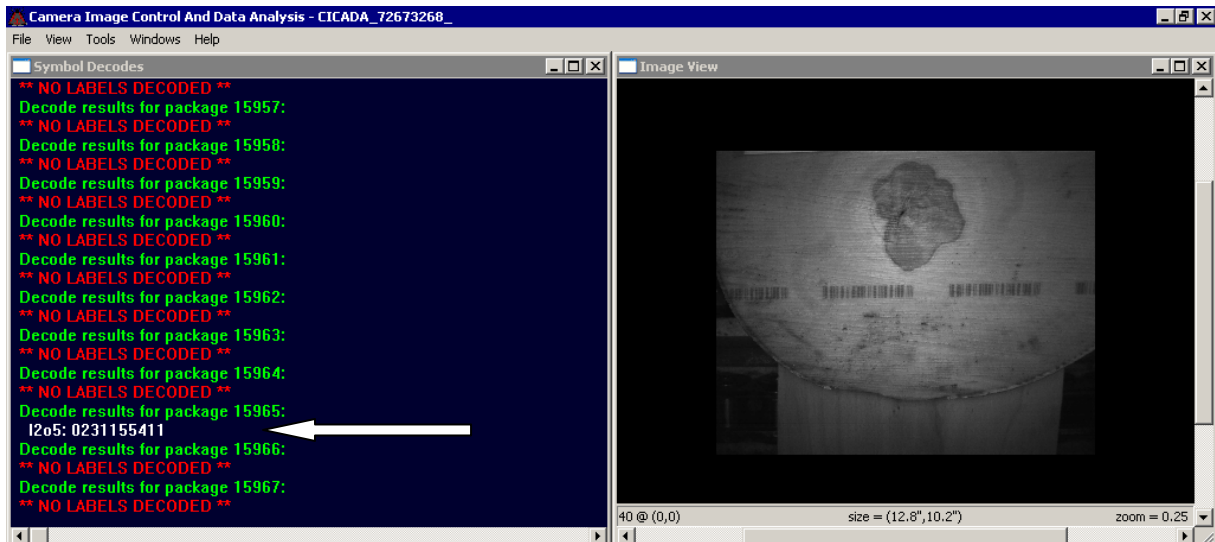 Camera Image Control And Data Analysis - CICADA_72673268_
File View Tools Windows Help
Symbol Decodes
** NO LABELS DECODED **
Decode results for package 15957:
** NO LABELS DECODED **
Decode results for package 15958:
** NO LABELS DECODED **
Decode results for package 15959:
** NO LABELS DECODED **
Decode results for package 15960:
** NO LABELS DECODED **
Decode results for package 15961:
** NO LABELS DECODED **
Decode results for package 15962:
** NO LABELS DECODED **
Decode results for package 15963:
** NO LABELS DECODED **
Decode results for package 15964:
** NO LABELS DECODED **
Decode results for package 15965:
I2o5: 0231155411
Decode results for package 15966:
** NO LABELS DECODED **
Decode results for package 15967:
** NO LABELS DECODED **
Image View
40 @ (0,0) size = (12.8",10.2") zoom = 0.25